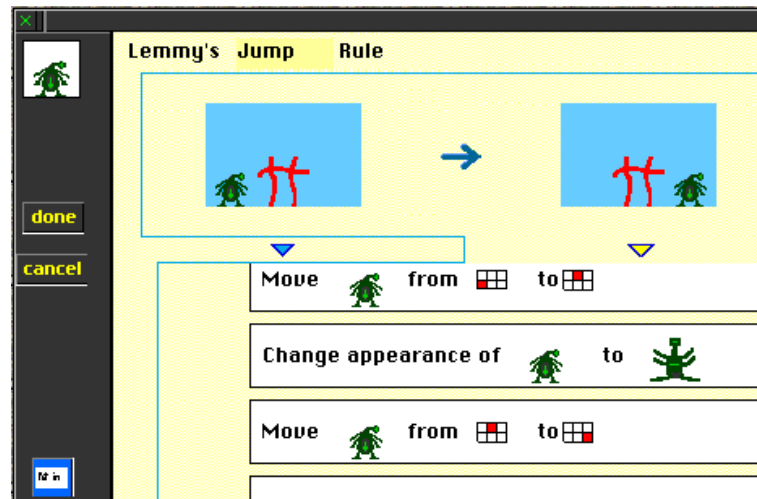 Lemmy's Jump Rule
done
cancel
Move from to
Change appearance of to
Move from to